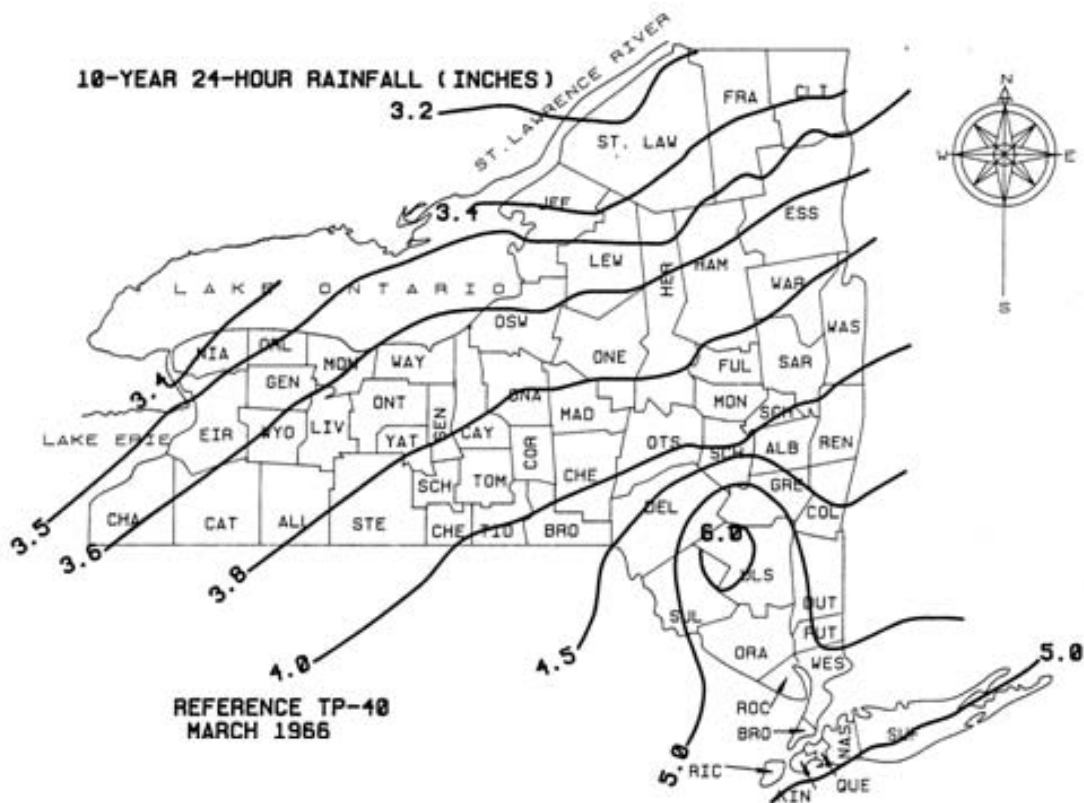 10-YEAR 24-HOUR RAINFALL (INCHES)
ST. LAWRENCE RIVER
3.2
FRA
CLI
ST. LAW
N
W
E
S
3.4
JEF
ESS
LEW
HER
HAM
LAKE ONTARIO
WAR
OSW
WAS
NIA
ORL
MON
WAY
ONE
FUL
SAR
GEN
3.4
ONT
SEN
ONA
MAD
MON
SCH
LAKE ERIE
EIR
WYO
LIV
YAT
CAY
COR
OTS
SCH
ALB
REN
SCH
TOM
CHE
GRE
CHA
CAT
ALL
STE
CHE
TIO
BRO
DEL
COL
3.5
3.6
3.8
4.0
4.5
6.0
ULS
SUL
DUT
PUT
ORA
WES
5.0
REFERENCE TP-40
MARCH 1966
ROC
BRO
NAS
SUF
5.0
RIC
KIN
QUE